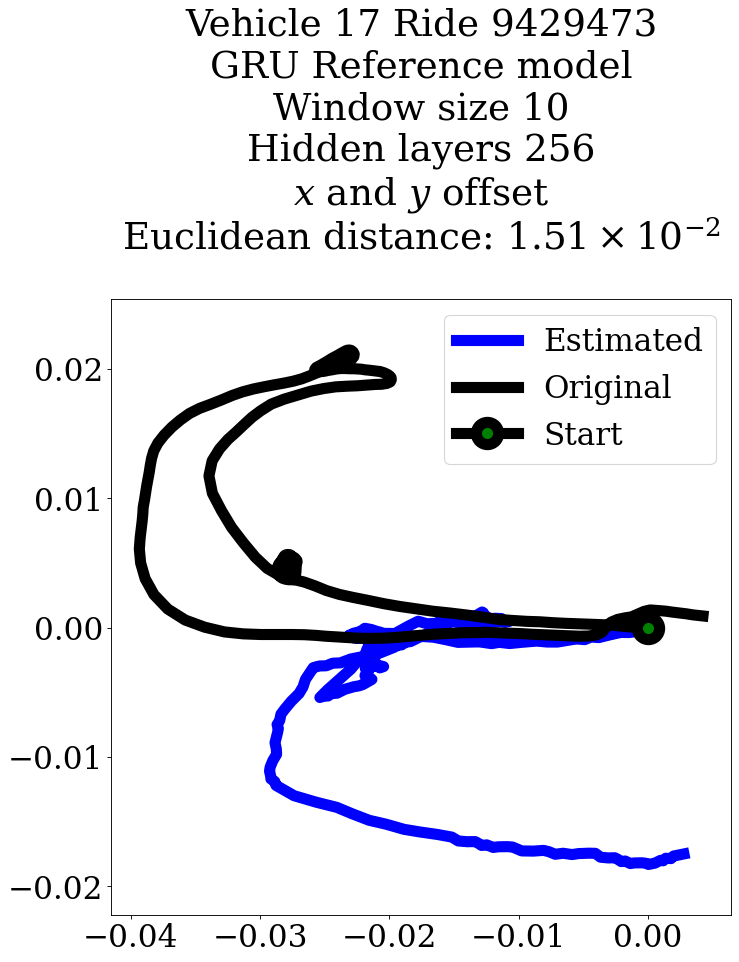 Vehicle 17 Ride 9429473
GRU Reference model
Window size 10
Hidden layers 256
x and y offset
Euclidean distance: 1.51 × 10⁻²
Estimated
Original
Start
0.02
0.01
0.00
−0.01
−0.02
−0.04 −0.03 −0.02 −0.01 0.00